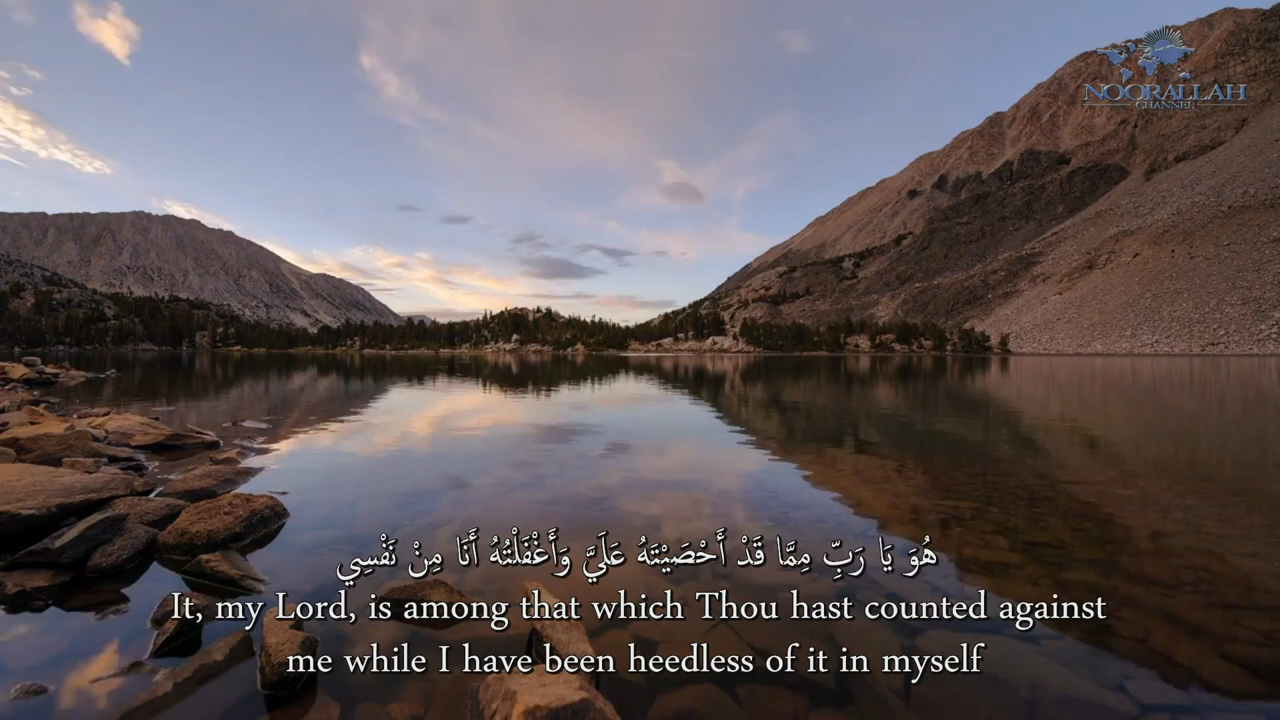 NOORALLAH
CHANNEL
هُوَ يَا رَبِّ مِمَّا قَدْ أَحْصَيْتَهُ عَلَيَّ وَأَغْفَلْتُهُ أَنَا مِنْ نَفْسِي
It, my Lord, is among that which Thou hast counted against
me while I have been heedless of it in myself